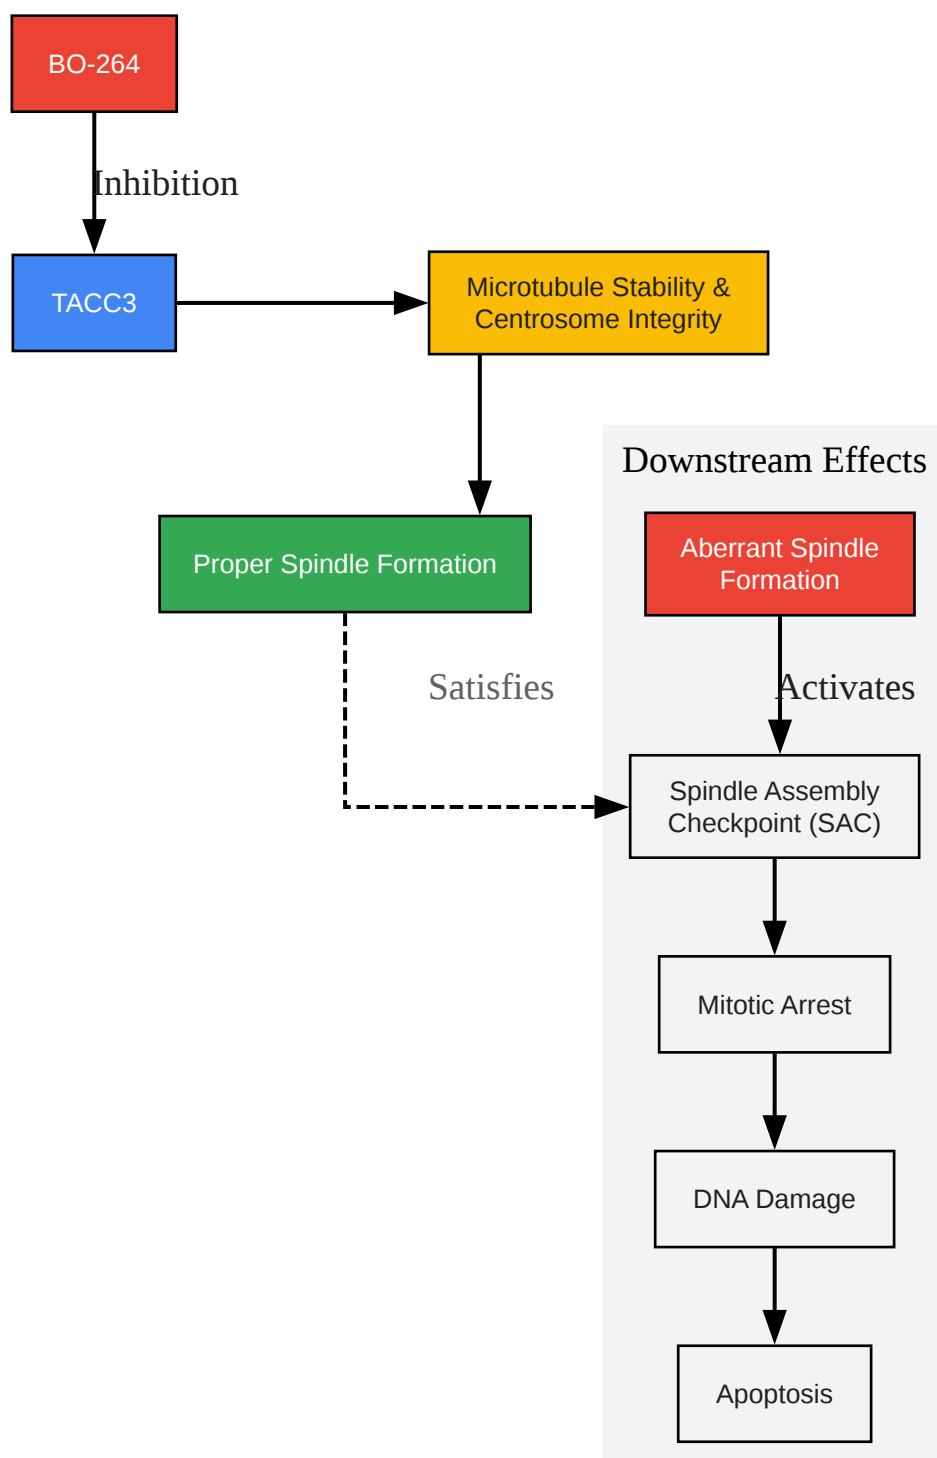 BO-264
Inhibition
TACC3
Microtubule Stability &
Centrosome Integrity
Downstream Effects
Proper Spindle Formation
Aberrant Spindle
Formation
Satisfies
Activates
Spindle Assembly
Checkpoint (SAC)
Mitotic Arrest
DNA Damage
Apoptosis